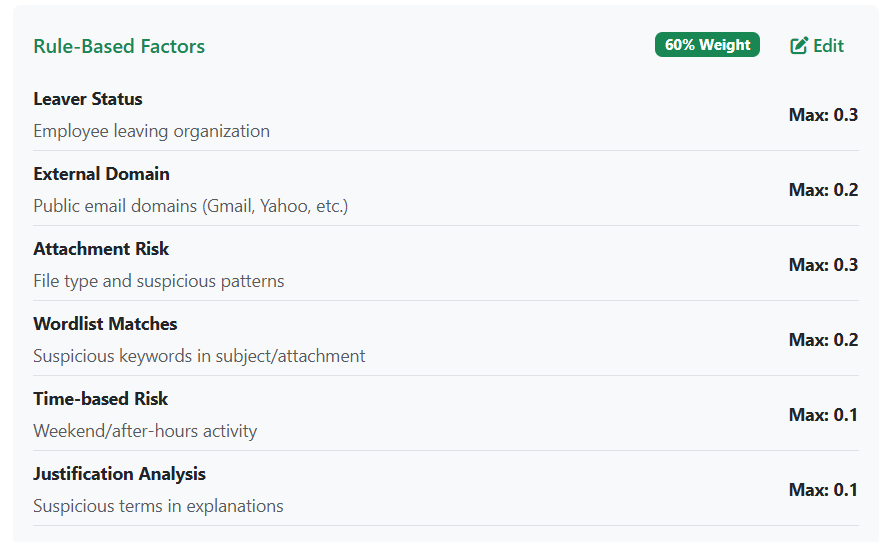 Rule-Based Factors
60% Weight
Edit
Leaver Status
Employee leaving organization
Max: 0.3
External Domain
Public email domains (Gmail, Yahoo, etc.)
Max: 0.2
Attachment Risk
File type and suspicious patterns
Max: 0.3
Wordlist Matches
Suspicious keywords in subject/attachment
Max: 0.2
Time-based Risk
Weekend/after-hours activity
Max: 0.1
Justification Analysis
Suspicious terms in explanations
Max: 0.1